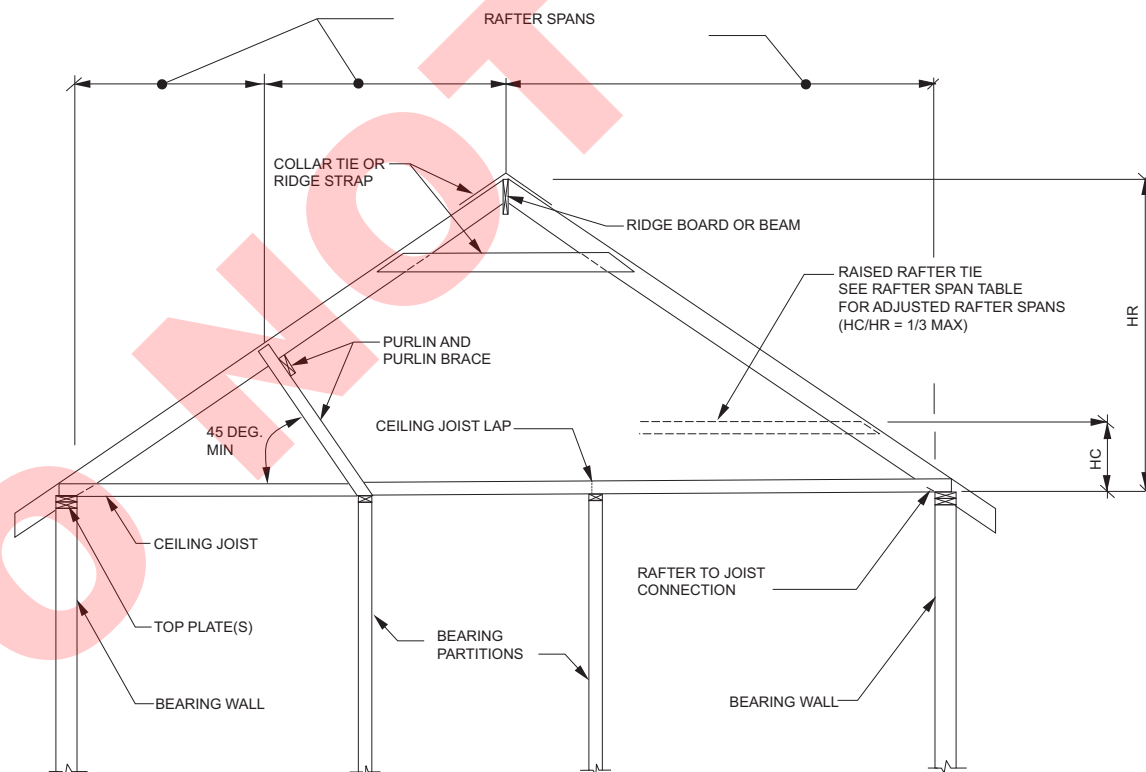 RAFTER SPANS
COLLAR TIE OR
RIDGE STRAP
RIDGE BOARD OR BEAM
RAISED RAFTER TIE
SEE RAFTER SPAN TABLE
FOR ADJUSTED RAFTER SPANS
(HC/HR = 1/3 MAX)
HR
PURLIN AND
PURLIN BRACE
45 DEG.
MIN
CEILING JOIST LAP
HC
CEILING JOIST
RAFTER TO JOIST
CONNECTION
TOP PLATE(S)
BEARING
PARTITIONS
BEARING WALL
BEARING WALL
O NOT